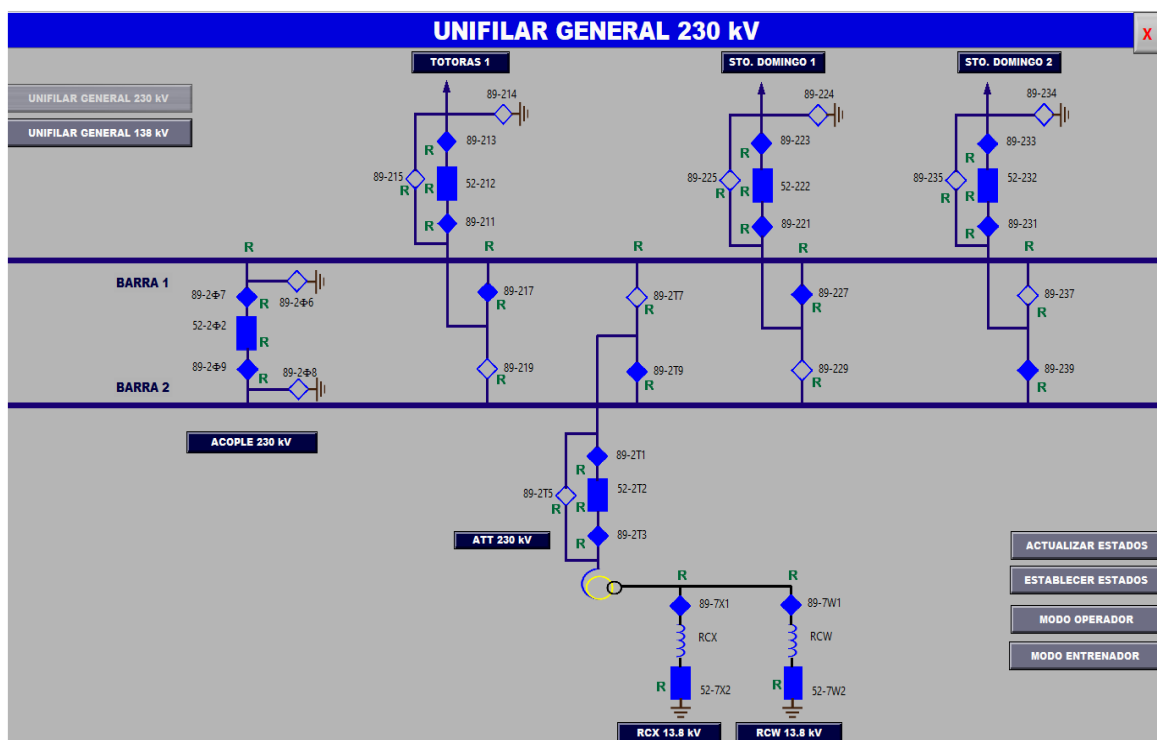 UNIFILAR GENERAL 230 kV
X
TOTORAS 1
STO. DOMINGO 1
STO. DOMINGO 2
UNIFILAR GENERAL 230 kV
UNIFILAR GENERAL 138 kV
89-214
89-224
89-234
89-213
89-223
89-233
R
R
R
89-215
52-212
89-225
52-222
89-235
52-232
R
R
R
R
R
R
89-211
89-221
89-231
R
R
R
R
R
R
R
R
BARRA 1
89-2Φ7
89-2Φ6
89-217
89-2T7
89-227
89-237
R
R
R
R
R
52-2Φ2
R
89-2Φ9
89-2Φ8
89-219
89-2T9
89-229
89-239
R
R
R
R
R
BARRA 2
ACOPLE 230 kV
89-2T1
R
89-2T5
52-2T2
R
R
89-2T3
R
ATT 230 kV
ACTUALIZAR ESTADOS
ESTABLECER ESTADOS
MODO OPERADOR
MODO ENTRENADOR
R
R
89-7X1
89-7W1
RCX
RCW
R
52-7X2
R
52-7W2
RCX 13.8 kV
RCW 13.8 kV